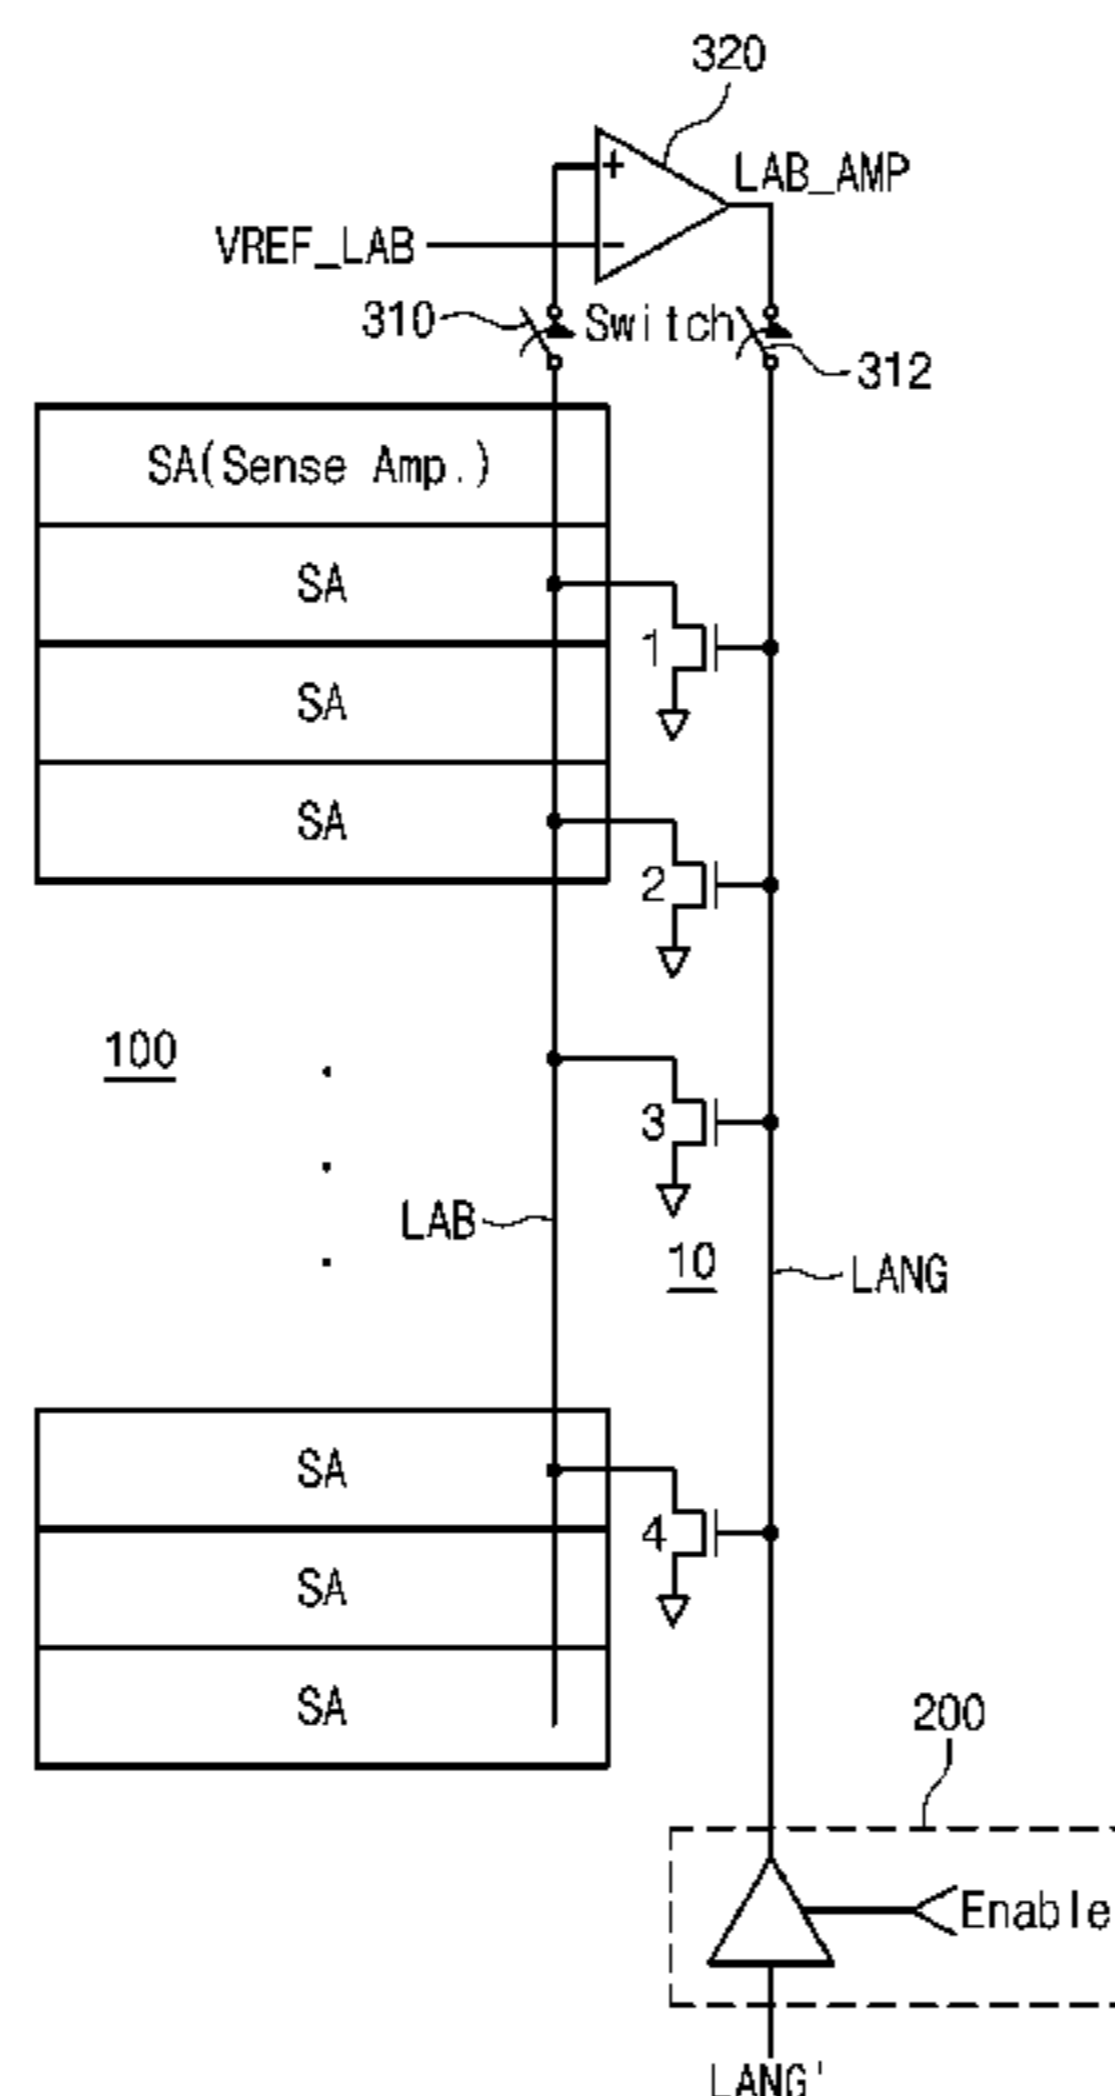 320
LAB_AMP
+
VREF_LAB
-
310
Switch
312
SA(Sense Amp.)
SA
1
SA
SA
2
100
3
LAB
10
LANG
SA
4
SA
SA
200
Enable
LANG'